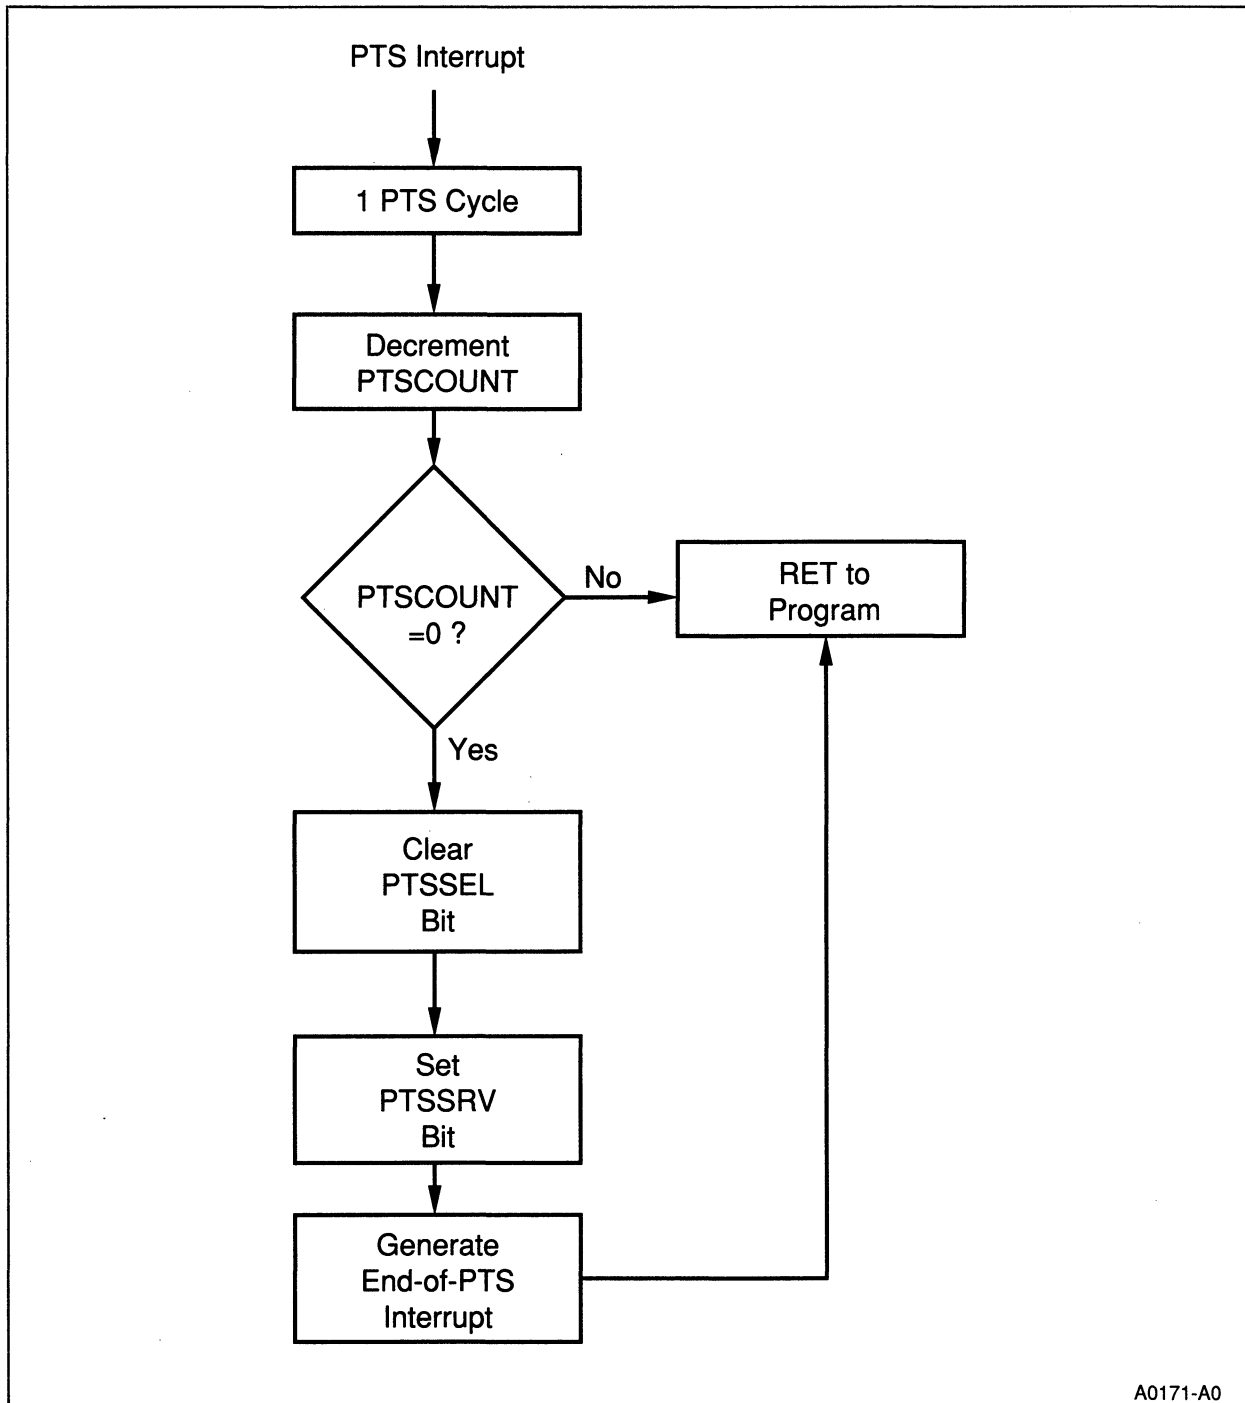 PTS Interrupt
1 PTS Cycle
Decrement
PTSCOUNT
PTSCOUNT
=0 ?
No
RET to
Program
Yes
Clear
PTSSEL
Bit
Set
PTSSRV
Bit
Generate
End-of-PTS
Interrupt
A0171-A0